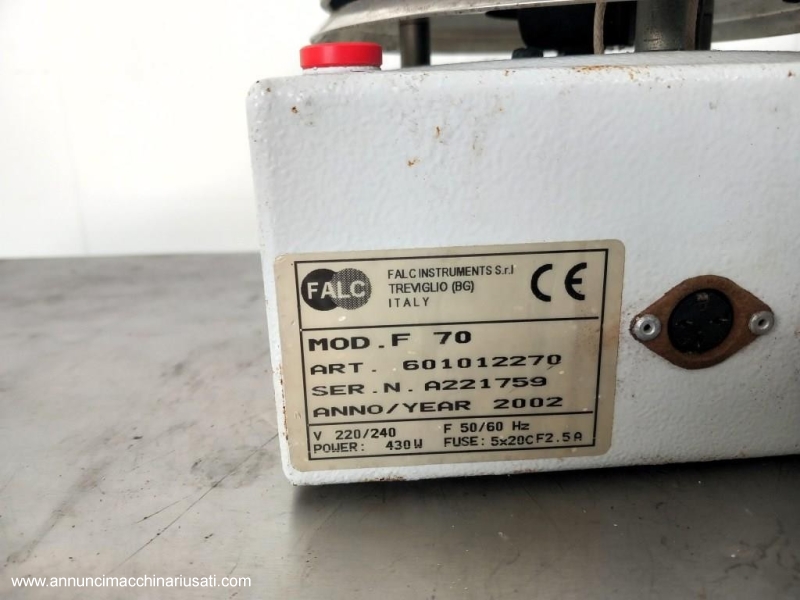 FALC
FALC INSTRUMENTS S.r.l
TREVIGLIO (BG)
ITALY
CE
MOD.F 70
ART. 601012270
SER.N. A221759
ANNO/YEAR 2002
V 220/240 F 50/60 Hz
POWER: 430W FUSE: 5x20CF2.5A
www.annuncimacchinariusati.com